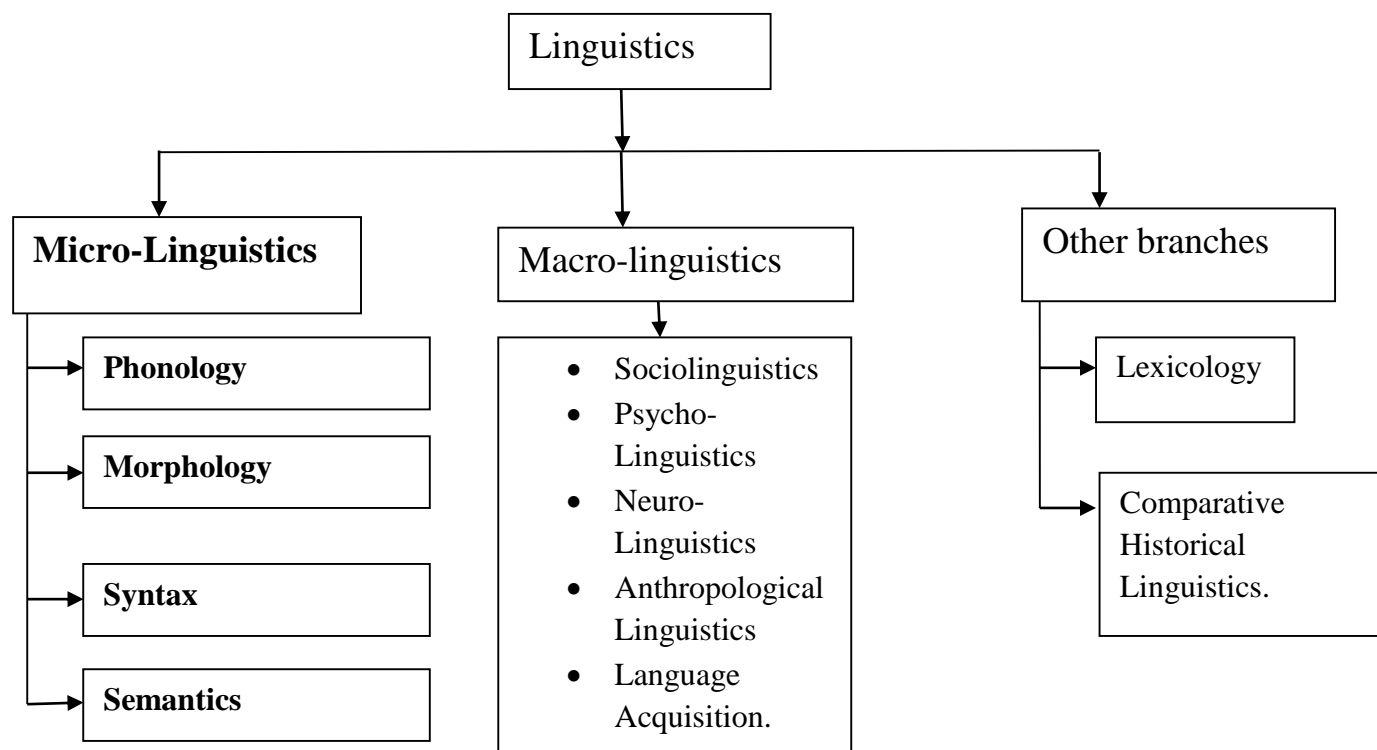 Linguistics
Micro-Linguistics
Phonology
Morphology
Syntax
Semantics
Macro-linguistics
• Sociolinguistics
• Psycho-
Linguistics
• Neuro-
Linguistics
• Anthropological
Linguistics
• Language
Acquisition.
Other branches
Lexicology
Comparative
Historical
Linguistics.